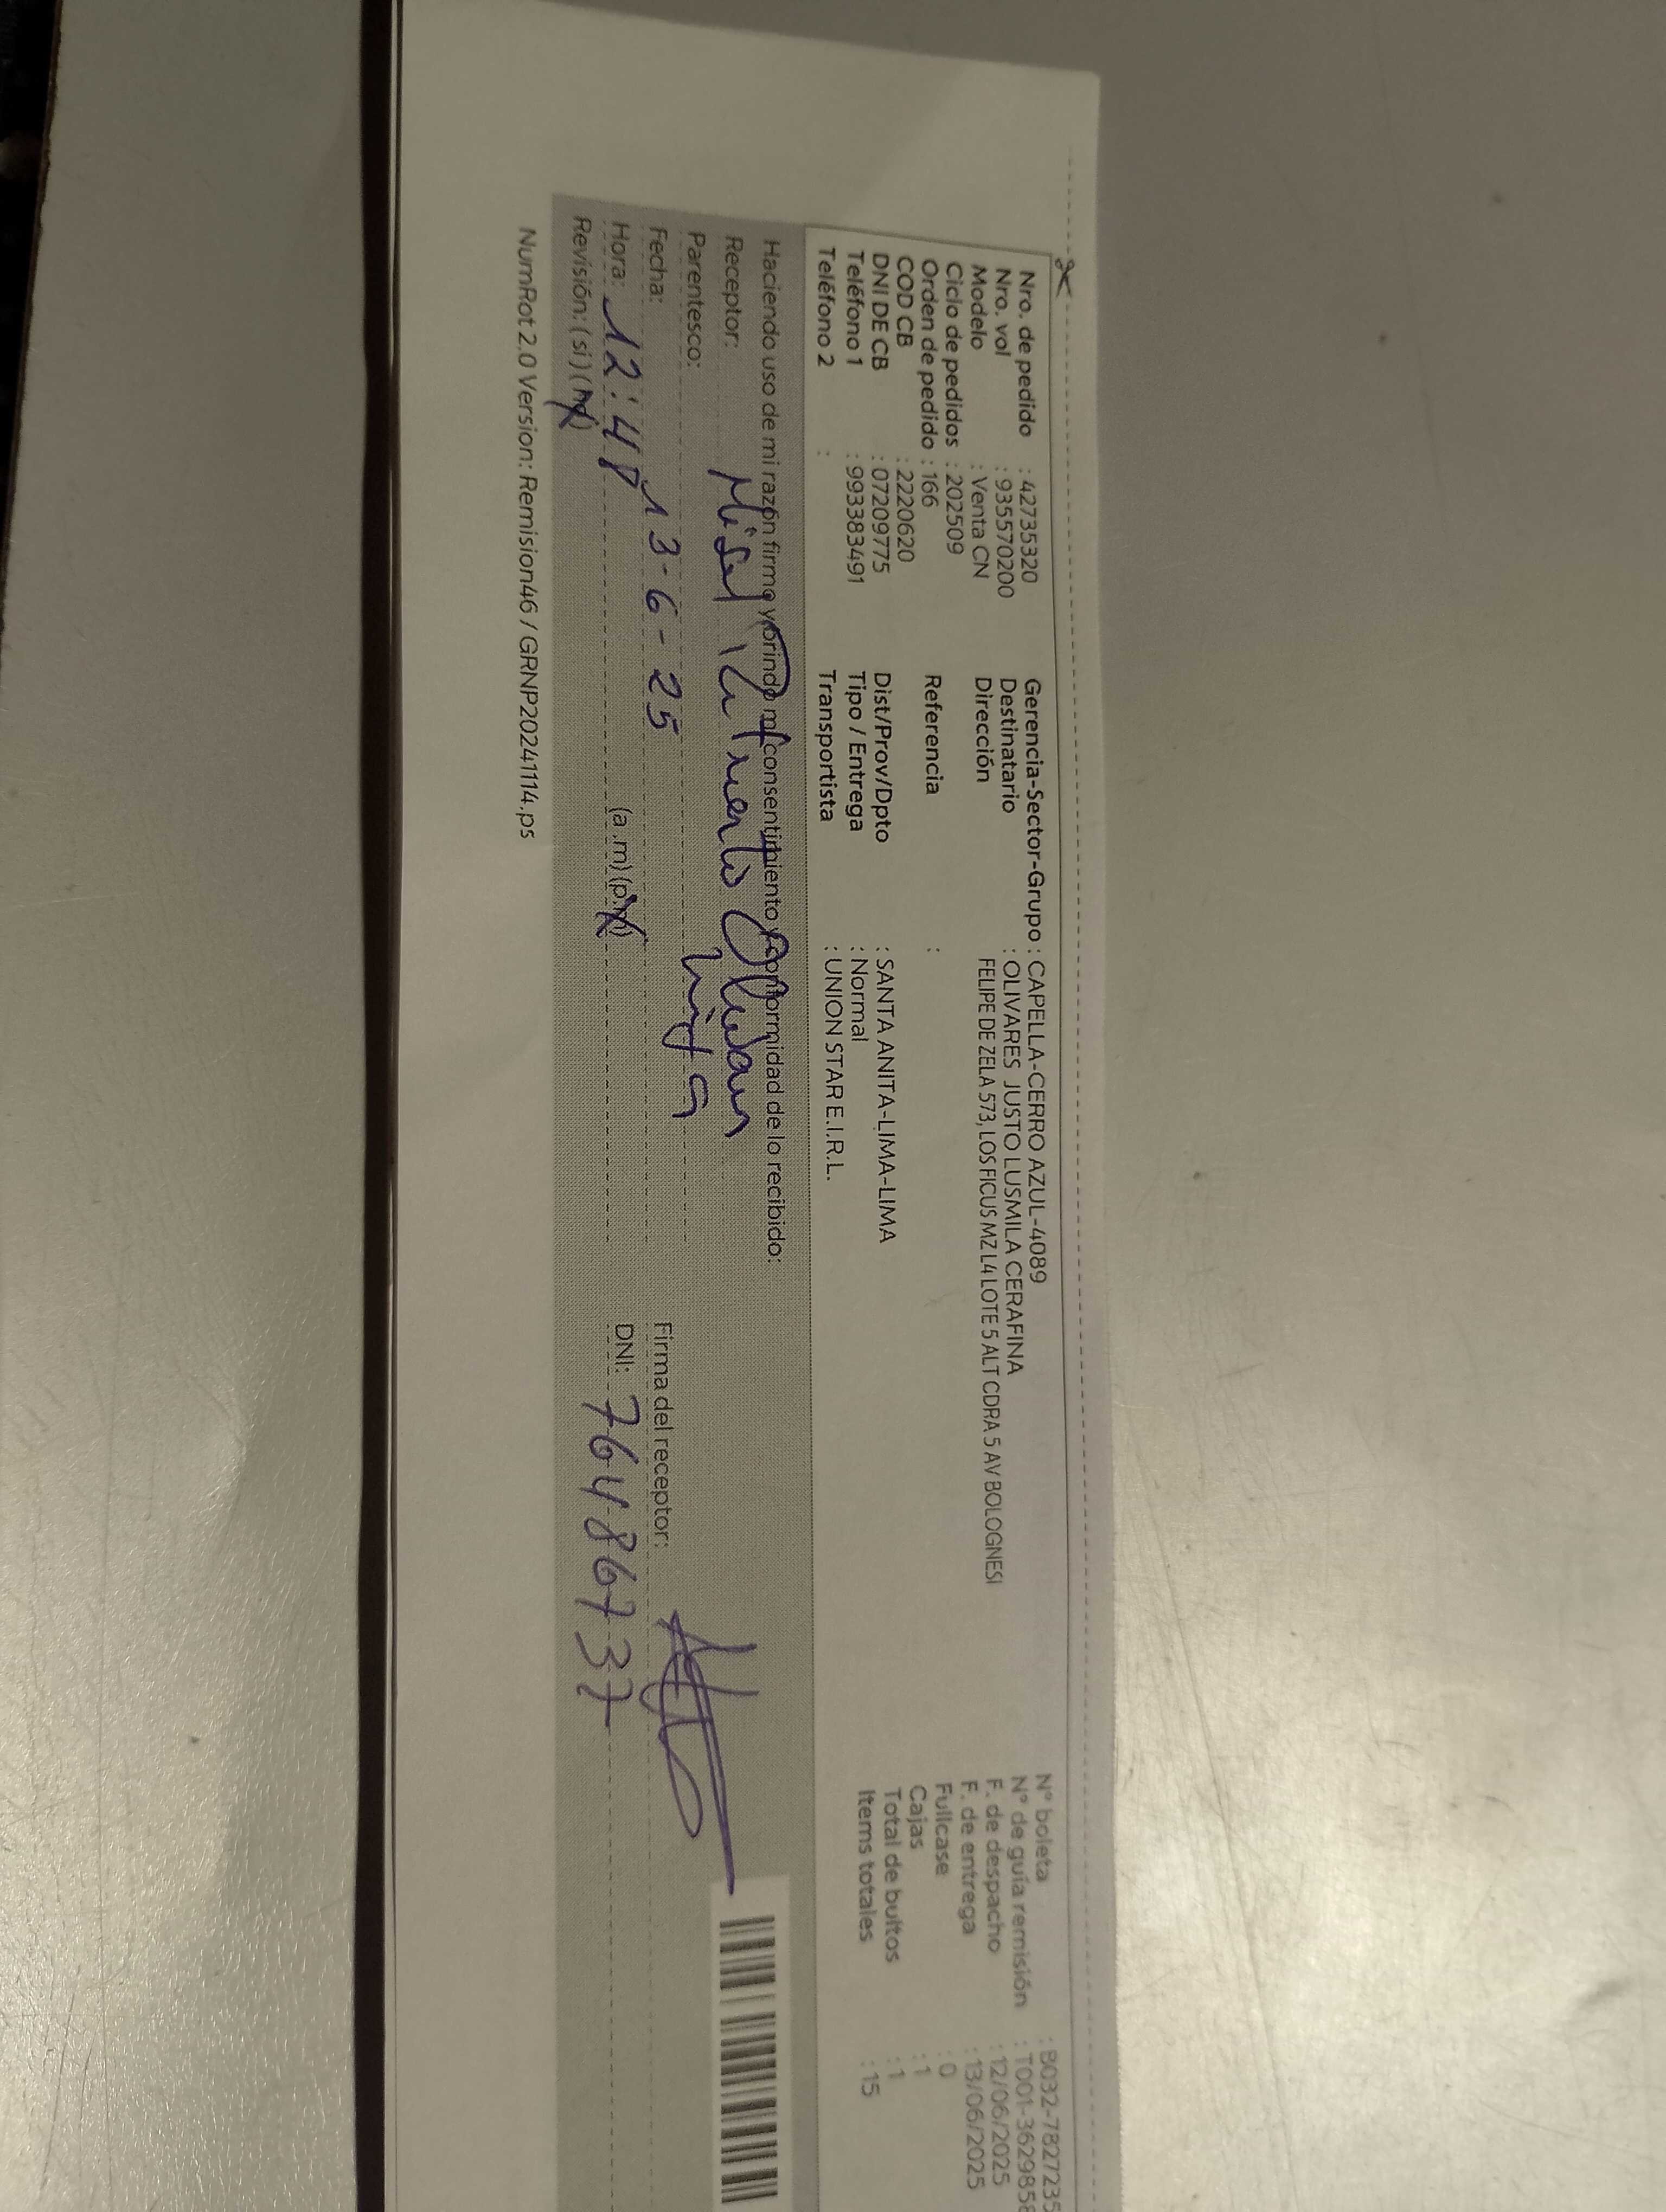 Nro. de pedido : 42735320
Nro. vol : 935570200
Modelo : Venta CN
Ciclo de pedidos : 202509
Orden de pedido : 166
COD CB : 2220620
DNI DE CB : 07209775
Teléfono 1 : 993383491
Teléfono 2 :
Gerencia-Sector-Grupo : CAPELLA-CERRO AZUL-4089
Destinatario : OLIVARES JUSTO LUSMILA CERAFINA
Dirección FELIPE DE ZELA 573, LOS FICUS MZ L4 LOTE 5 ALT CDRA 5 AV BOLOGNESI
Referencia :
Dist/Prov/Dpto : SANTA ANITA-LIMA-LIMA
Tipo / Entrega : Normal
Transportista : UNION STAR E.I.R.L.
N° boleta : B032-7827235
N° de guía remisión : T001-3629858
F. de despacho : 12/06/2025
F. de entrega : 13/06/2025
Fullcase : 0
Cajas : 1
Total de bultos : 1
Items totales : 15
Haciendo uso de mi razón firmo y brindo mi consentimiento y conformidad de lo recibido:
Receptor:
Parentesco:
Fecha: 13-6-25
Hora: 12:48 (a.m) (p.m)
Revisión: (si) (no)
Firma del receptor:
DNI: 76486737
NumRot 2.0 Version: Remision46 / GRNP20241114.ps